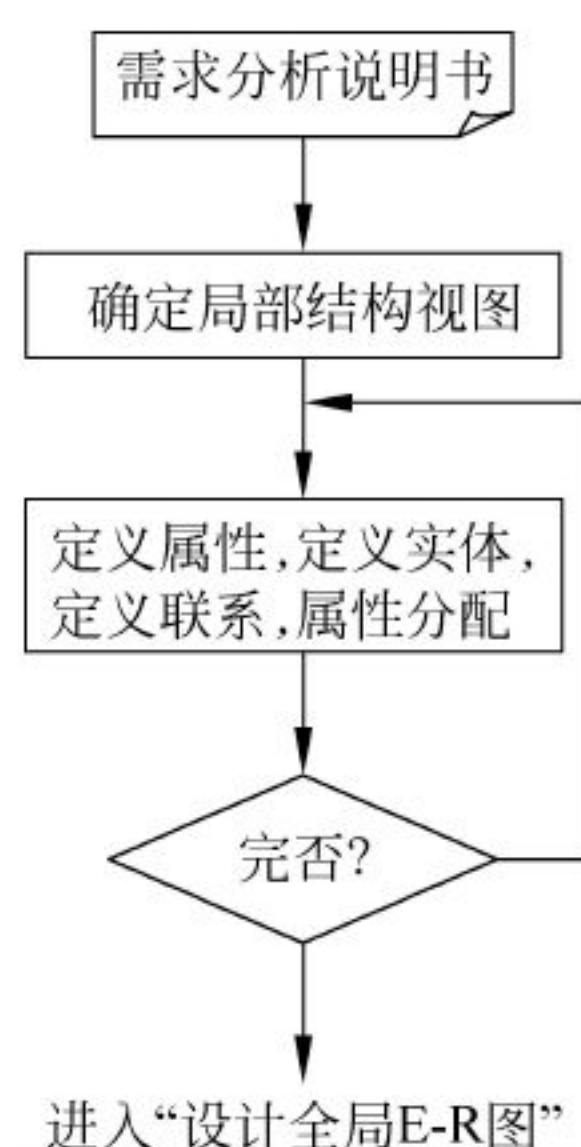 需求分析说明书
确定局部结构视图
定义属性,定义实体,
定义联系,属性分配
完否?
进入“设计全局E-R图”